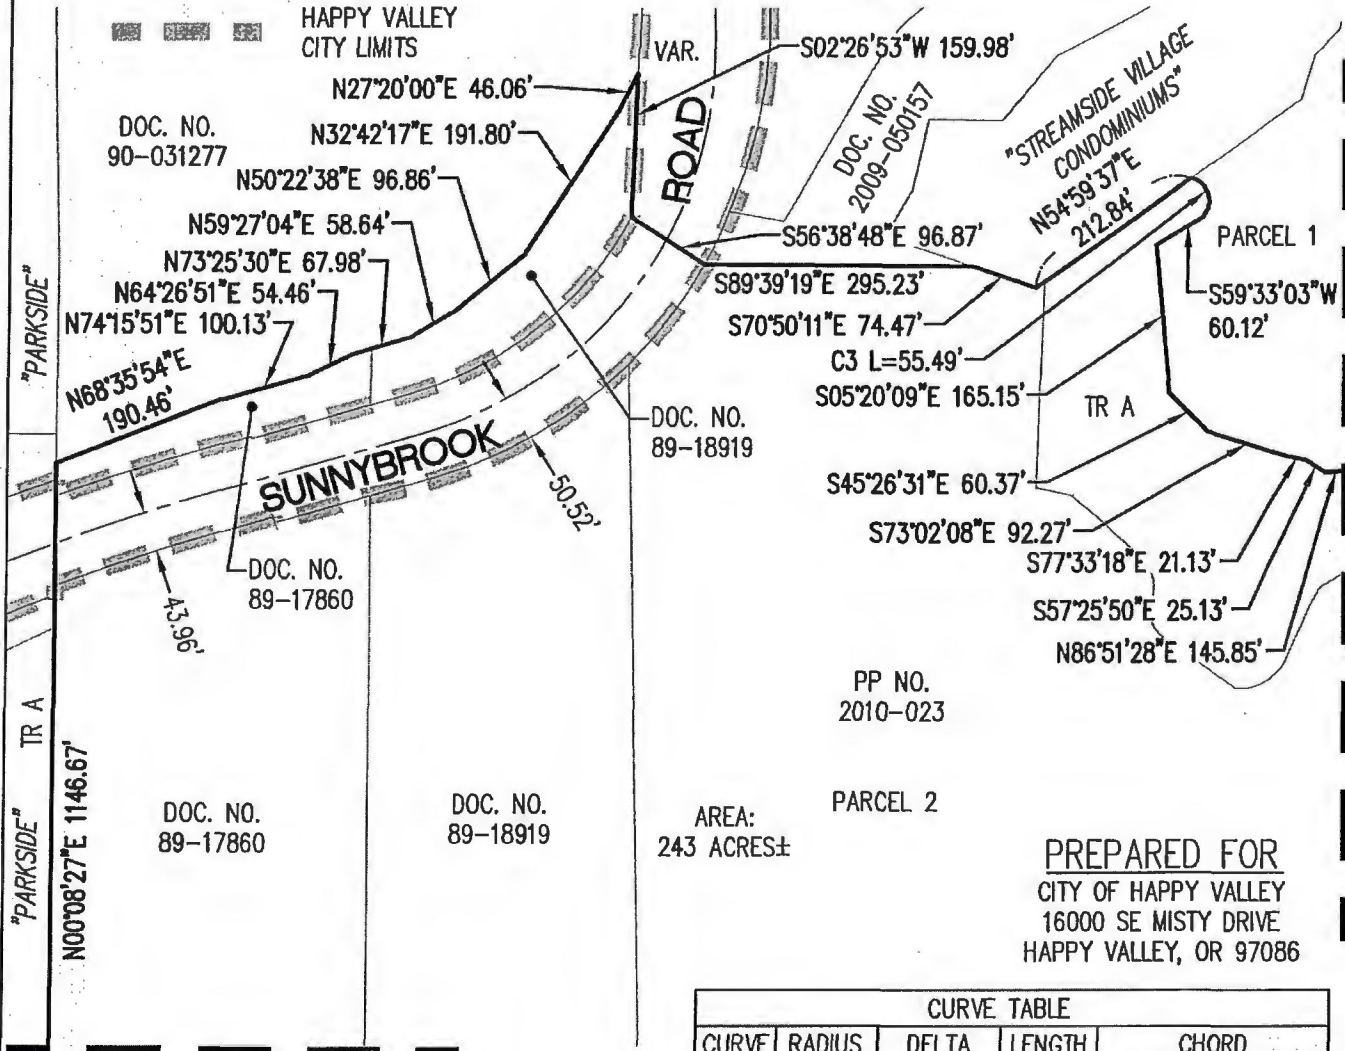 HAPPY VALLEY
CITY LIMITS
VAR.
S02°26'53"W 159.98'
N27°20'00"E 46.06'
DOC. NO.
90-031277
N32°42'17"E 191.80'
N50°22'38"E 96.86'
N59°27'04"E 58.64'
N73°25'30"E 67.98'
N64°26'51"E 54.46'
N74°15'51"E 100.13'
N68°35'54"E
190.46'
"PARKSIDE"
ROAD
DOC. NO.
2009-050157
"STREAMSIDE VILLAGE
CONDOMINIUMS"
N54°59'37"E
212.84'
PARCEL 1
S56°38'48"E 96.87'
S89°39'19"E 295.23'
S70°50'11"E 74.47'
C3 L=55.49'
S05°20'09"E 165.15'
S59°33'03"W
60.12'
TR A
DOC. NO.
89-18919
SUNNYBROOK
50.52'
S45°26'31"E 60.37'
S73°02'08"E 92.27'
S77°33'18"E 21.13'
S57°25'50"E 25.13'
N86°51'28"E 145.85'
DOC. NO.
89-17860
43.96'
PP NO.
2010-023
PARCEL 2
"PARKSIDE" TR A
N00°08'27"E 1146.67'
DOC. NO.
89-17860
DOC. NO.
89-18919
AREA:
243 ACRES±
PREPARED FOR
CITY OF HAPPY VALLEY
16000 SE MISTY DRIVE
HAPPY VALLEY, OR 97086
CURVE TABLE
CURVE RADIUS DELTA LENGTH CHORD